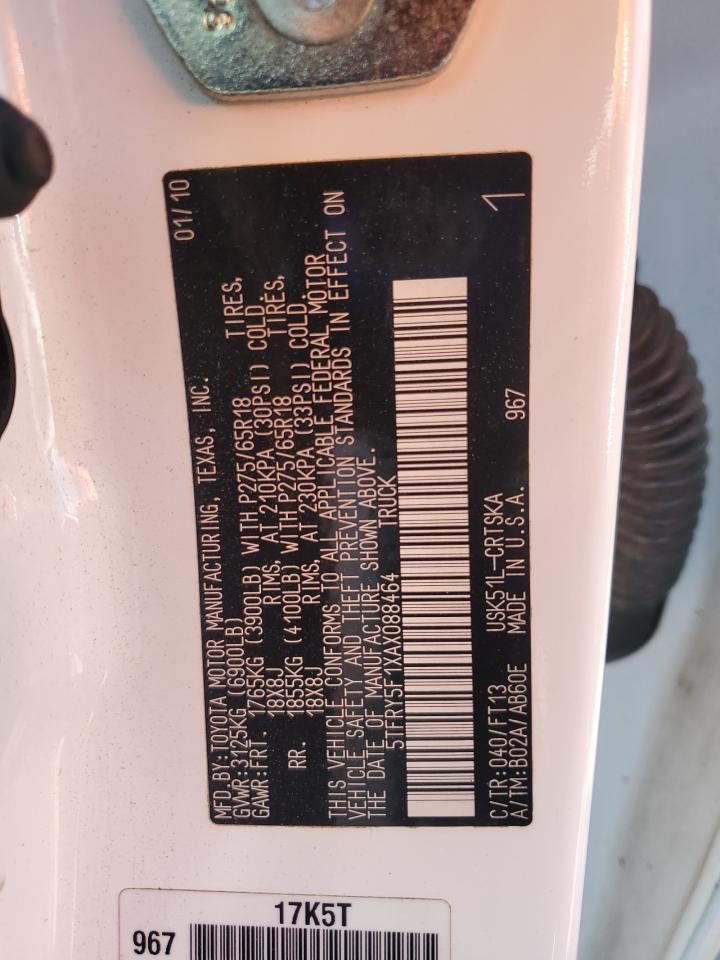 MFD. BY: TOYOTA MOTOR MANUFACTURING, TEXAS, INC. 01/10
GVWR: 3125KG (6900LB)
GAWR: FRT. 1765KG (3900LB) WITH P275/65R18 TIRES,
18X8J RIMS, AT 210KPA (30PSI) COLD.
RR. 1855KG (4100LB) WITH P275/65R18 TIRES,
18X8J RIMS, AT 230KPA (33PSI) COLD.
THIS VEHICLE CONFORMS TO ALL APPLICABLE FEDERAL MOTOR
VEHICLE SAFETY AND THEFT PREVENTION STANDARDS IN EFFECT ON
THE DATE OF MANUFACTURE SHOWN ABOVE.
5TFRY5F1XAX088464 TRUCK
C/TR: 040/FT13 USK51L-CRTSKA 967 1
A/TM: B02A/AB60E MADE IN U.S.A.
17K5T
967